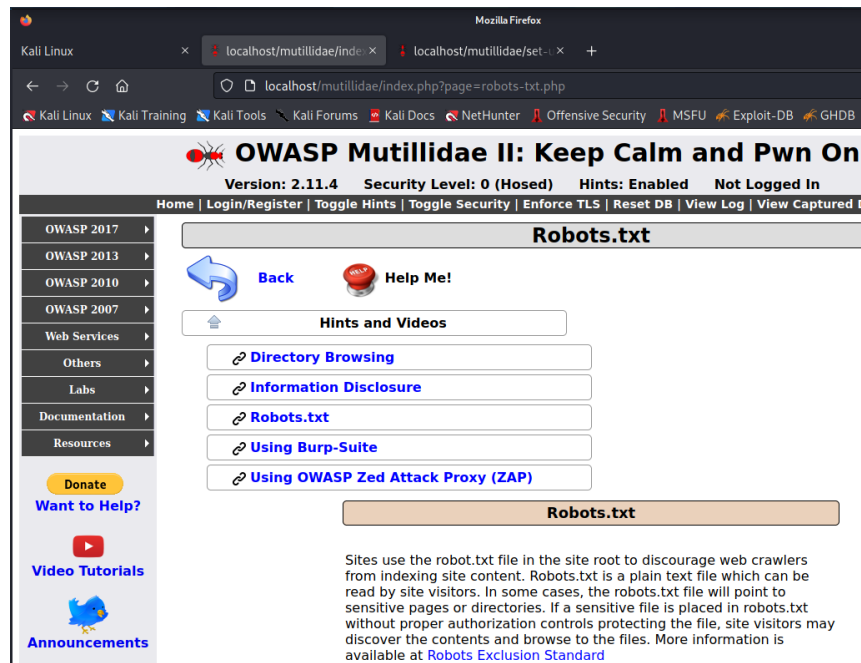 Mozilla Firefox
Kali Linux × localhost/mutillidae/inde × localhost/mutillidae/set-u × +
localhost/mutillidae/index.php?page=robots-txt.php
Kali Linux Kali Training Kali Tools Kali Forums Kali Docs NetHunter Offensive Security MSFU Exploit-DB GHDB
OWASP Mutillidae II: Keep Calm and Pwn On
Version: 2.11.4 Security Level: 0 (Hosed) Hints: Enabled Not Logged In
Home | Login/Register | Toggle Hints | Toggle Security | Enforce TLS | Reset DB | View Log | View Captured D
OWASP 2017
OWASP 2013
OWASP 2010
OWASP 2007
Web Services
Others
Labs
Documentation
Resources
Donate
Want to Help?
Video Tutorials
Announcements
Robots.txt
Back
HELP
Help Me!
Hints and Videos
Directory Browsing
Information Disclosure
Robots.txt
Using Burp-Suite
Using OWASP Zed Attack Proxy (ZAP)
Robots.txt
Sites use the robot.txt file in the site root to discourage web crawlers
from indexing site content. Robots.txt is a plain text file which can be
read by site visitors. In some cases, the robots.txt file will point to
sensitive pages or directories. If a sensitive file is placed in robots.txt
without proper authorization controls protecting the file, site visitors may
discover the contents and browse to the files. More information is
available at Robots Exclusion Standard